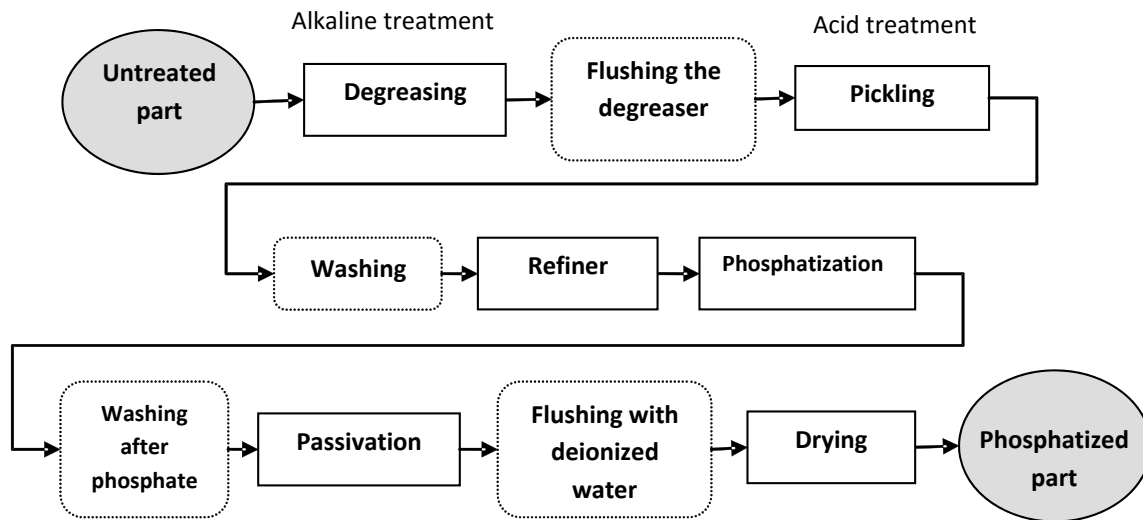 Alkaline treatment
Acid treatment
Untreated
part
Degreasing
Flushing the
degreaser
Pickling
Washing
Refiner
Phosphatization
Washing
after
phosphate
Passivation
Flushing with
deionized
water
Drying
Phosphatized
part